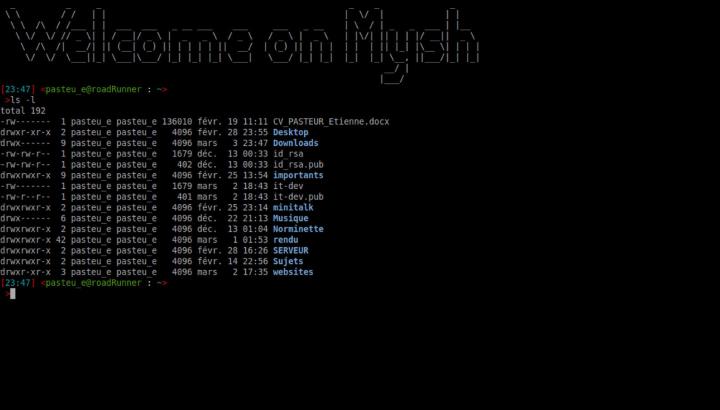 Welcome on Mysh
[23:47] <pasteu_e@roadRunner : ~>
>ls -l
total 192
-rw------- 1 pasteu_e pasteu_e 136010 févr. 19 11:11 CV_PASTEUR_Etienne.docx
drwxr-xr-x 2 pasteu_e pasteu_e 4096 févr. 28 23:55 Desktop
drwx------ 9 pasteu_e pasteu_e 4096 mars 3 23:47 Downloads
-rw-rw-r-- 1 pasteu_e pasteu_e 1679 déc. 13 00:33 id_rsa
-rw-rw-r-- 1 pasteu_e pasteu_e 402 déc. 13 00:33 id_rsa.pub
drwxrwxr-x 9 pasteu_e pasteu_e 4096 févr. 25 13:54 importants
-rw------- 1 pasteu_e pasteu_e 1679 mars 2 18:43 it-dev
-rw-r--r-- 1 pasteu_e pasteu_e 401 mars 2 18:43 it-dev.pub
drwxrwxr-x 2 pasteu_e pasteu_e 4096 févr. 25 23:14 minitalk
drwx------ 6 pasteu_e pasteu_e 4096 déc. 22 21:13 Musique
drwxrwxr-x 2 pasteu_e pasteu_e 4096 déc. 13 01:04 Norminette
drwxrwxr-x 42 pasteu_e pasteu_e 4096 mars 1 01:53 rendu
drwxrwxr-x 2 pasteu_e pasteu_e 4096 févr. 28 16:26 SERVEUR
drwxrwxr-x 2 pasteu_e pasteu_e 4096 févr. 14 22:56 Sujets
drwxr-xr-x 3 pasteu_e pasteu_e 4096 mars 2 17:35 websites
[23:47] <pasteu_e@roadRunner : ~>
>